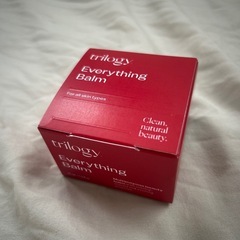 trilogy
Everything
Balm
For all skin types
Clean.
natural
beauty.
trilogy
Everything
Balm